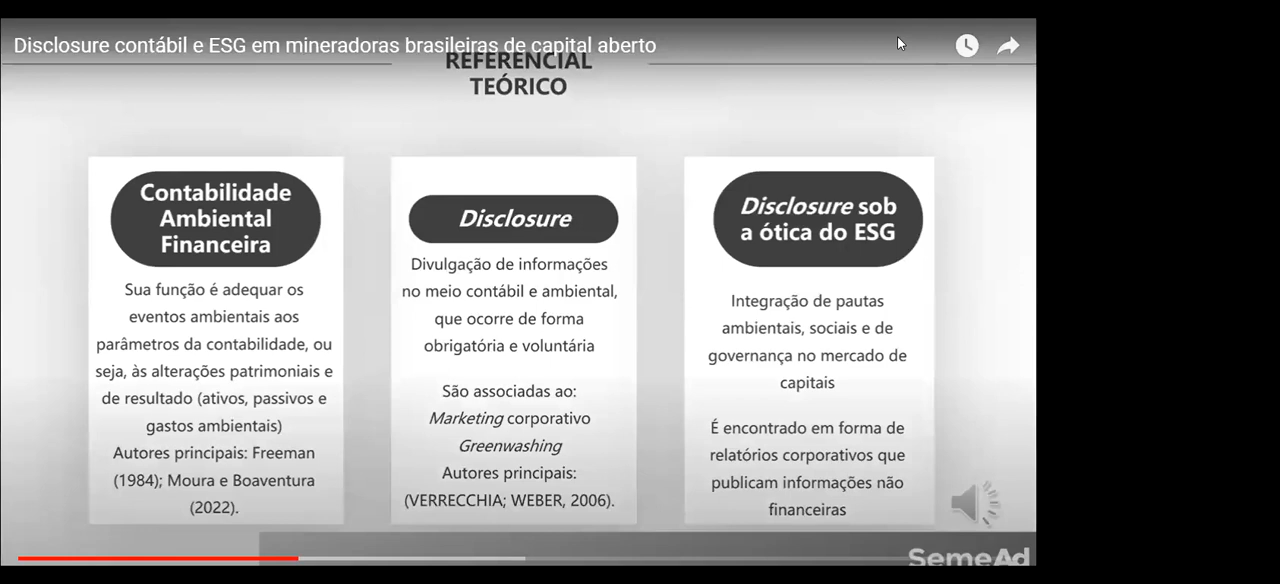 Disclosure contábil e ESG em mineradoras brasileiras de capital aberto
REFERENCIAL
TEÓRICO
Contabilidade
Ambiental
Financeira
Sua função é adequar os
eventos ambientais aos
parâmetros da contabilidade, ou
seja, às alterações patrimoniais e
de resultado (ativos, passivos e
gastos ambientais)
Autores principais: Freeman
(1984); Moura e Boaventura
(2022).
Disclosure
Divulgação de informações
no meio contábil e ambiental,
que ocorre de forma
obrigatória e voluntária
São associadas ao:
Marketing corporativo
Greenwashing
Autores principais:
(VERRECCHIA; WEBER, 2006).
Disclosure sob
a ótica do ESG
Integração de pautas
ambientais, sociais e de
governança no mercado de
capitais
É encontrado em forma de
relatórios corporativos que
publicam informações não
financeiras
SemeAd